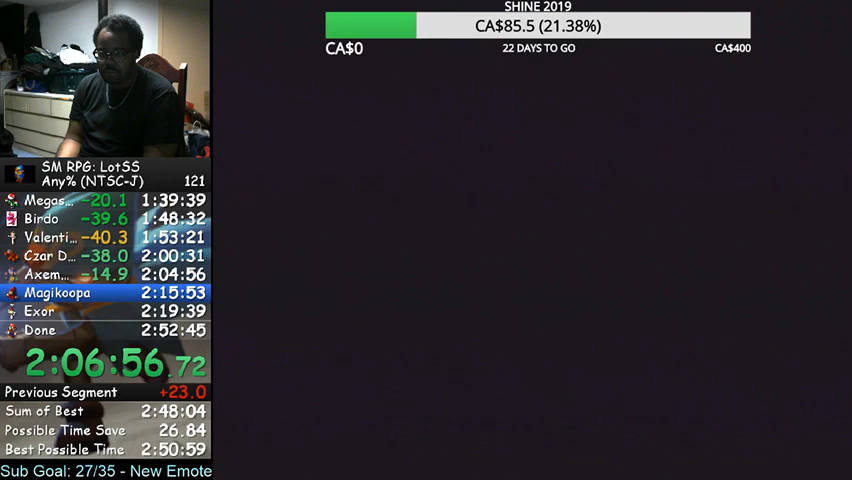 SHINE 2019
CA$85.5 (21.38%)
CA$0
22 DAYS TO GO
CA$400
SM RPG: LotSS
Any% (NTSC-J) 121
Megas... -20.1 1:39:39
Birdo -39.6 1:48:32
Valenti... -40.3 1:53:21
Czar D... -38.0 2:00:31
Axem... -14.9 2:04:56
Magikoopa 2:15:53
Exor 2:19:39
Done 2:52:45
2:06:56.72
Previous Segment +23.0
Sum of Best 2:48:04
Possible Time Save 26.84
Best Possible Time 2:50:59
Sub Goal: 27/35 - New Emote